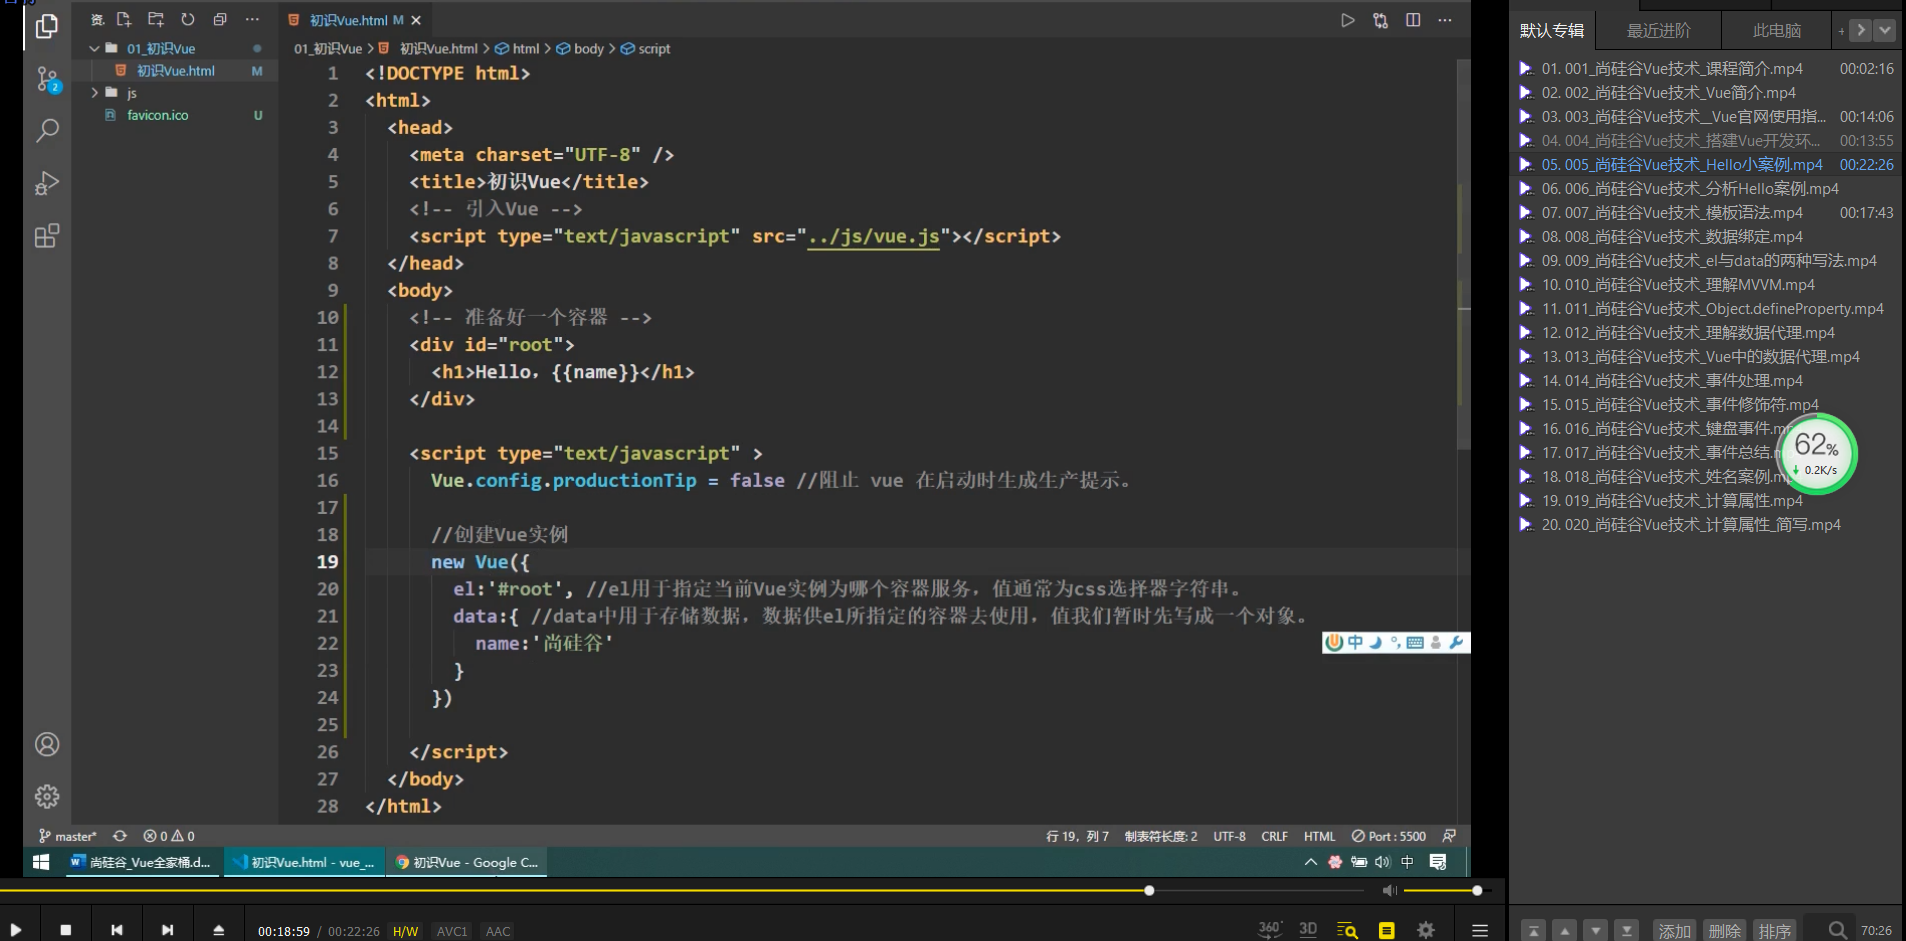 资.
初识Vue.html M
默认专辑 最近进阶 此电脑 +
01_初识Vue
初识Vue.html M
js
favicon.ico U
2
01_初识Vue > 初识Vue.html > html > body > script
1 <!DOCTYPE html>
2 <html>
3 <head>
4 <meta charset="UTF-8" />
5 <title>初识Vue</title>
6 <!-- 引入Vue -->
7 <script type="text/javascript" src="../js/vue.js"></script>
8 </head>
9 <body>
10 <!-- 准备好一个容器 -->
11 <div id="root">
12 <h1>Hello，{{name}}</h1>
13 </div>
14
15 <script type="text/javascript" >
16 Vue.config.productionTip = false //阻止 vue 在启动时生成生产提示。
17
18 //创建Vue实例
19 new Vue({
20 el:'#root', //el用于指定当前Vue实例为哪个容器服务，值通常为css选择器字符串。
21 data:{ //data中用于存储数据，数据供el所指定的容器去使用，值我们暂时先写成一个对象。
22 name:'尚硅谷'
23 }
24 })
25
26 </script>
27 </body>
28 </html>
中
master* 0 0
行 19，列 7 制表符长度: 2 UTF-8 CRLF HTML Port : 5500
尚硅谷_Vue全家桶.d... 初识Vue.html - vue_... 初识Vue - Google C... 中
00:18:59 / 00:22:26 H/W AVC1 AAC
360° 3D
01. 001_尚硅谷Vue技术_课程简介.mp4 00:02:16
02. 002_尚硅谷Vue技术_Vue简介.mp4
03. 003_尚硅谷Vue技术__Vue官网使用指... 00:14:06
04. 004_尚硅谷Vue技术_搭建Vue开发环... 00:13:55
05. 005_尚硅谷Vue技术_Hello小案例.mp4 00:22:26
06. 006_尚硅谷Vue技术_分析Hello案例.mp4
07. 007_尚硅谷Vue技术_模板语法.mp4 00:17:43
08. 008_尚硅谷Vue技术_数据绑定.mp4
09. 009_尚硅谷Vue技术_el与data的两种写法.mp4
10. 010_尚硅谷Vue技术_理解MVVM.mp4
11. 011_尚硅谷Vue技术_Object.defineProperty.mp4
12. 012_尚硅谷Vue技术_理解数据代理.mp4
13. 013_尚硅谷Vue技术_Vue中的数据代理.mp4
14. 014_尚硅谷Vue技术_事件处理.mp4
15. 015_尚硅谷Vue技术_事件修饰符.mp4
16. 016_尚硅谷Vue技术_键盘事件.m
17. 017_尚硅谷Vue技术_事件总结.
18. 018_尚硅谷Vue技术_姓名案例.m
19. 019_尚硅谷Vue技术_计算属性.mp4
20. 020_尚硅谷Vue技术_计算属性_简写.mp4
62%
0.2K/s
添加 删除 排序 70:26